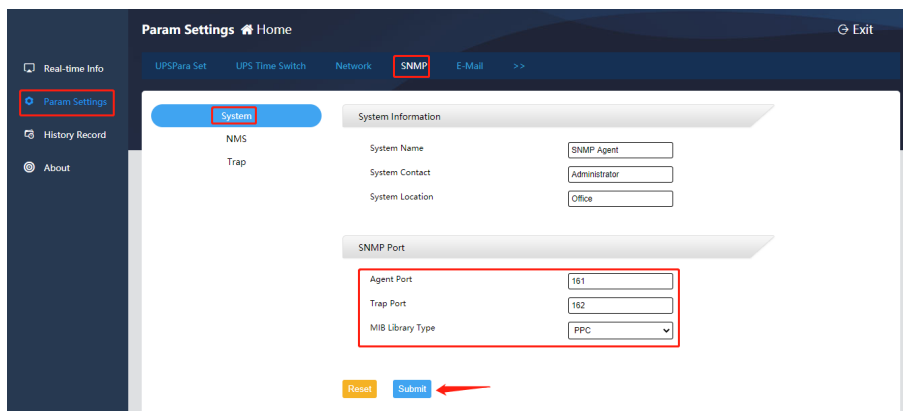 Param Settings Home Exit
Real-time Info
Param Settings
History Record
About
UPSPara Set UPS Time Switch Network SNMP E-Mail >>
System
NMS
Trap
System Information
System Name SNMP Agent
System Contact Administrator
System Location Office
SNMP Port
Agent Port 161
Trap Port 162
MIB Library Type PPC
Reset Submit